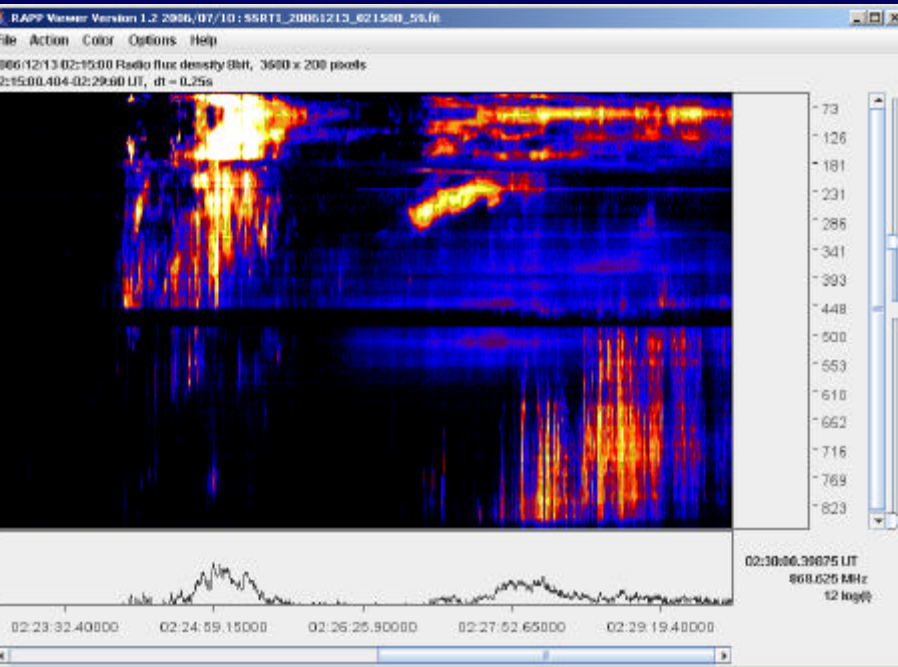 RAPP Viewer Version 1.2 2006/07/10 : SSRT1_20061213_021500_59.fit
File Action Color Options Help
006/12/13 02:15:00 Radio flux density 8bit, 3600 x 200 pixels
2:15:00.404-02:29:60 UT, dt = 0.25s
73
126
181
231
286
341
393
448
500
553
610
662
716
769
823
02:30:00.39875 UT
868.625 MHz
12 log(I)
02:23:32.40000 02:24:59.15000 02:26:25.90000 02:27:52.65000 02:29:19.40000